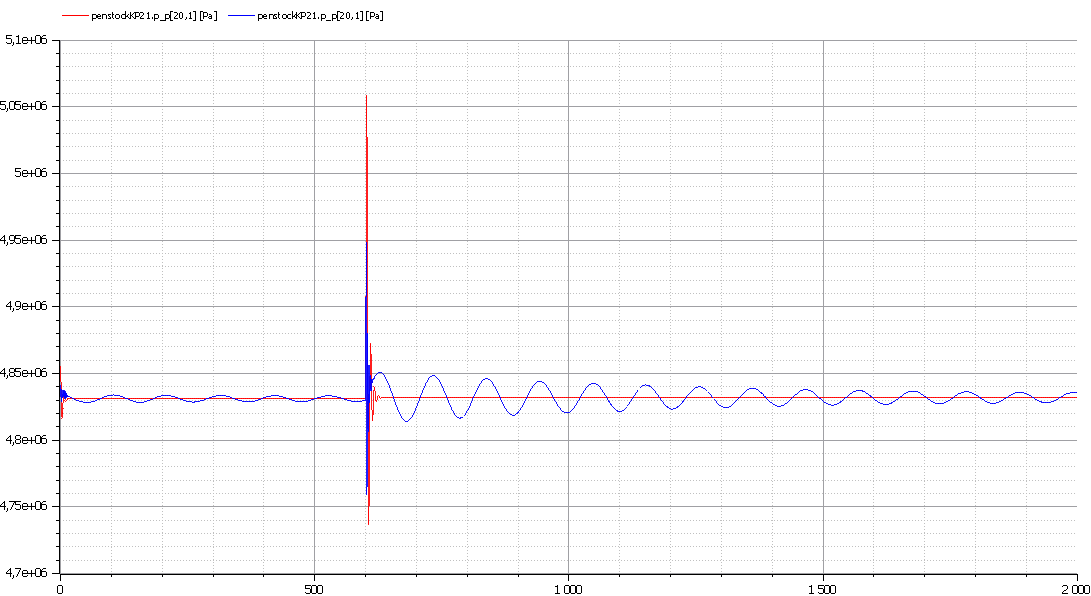 penstockKP21.p_p[20,1] [Pa] penstockKP21.p_p[20,1] [Pa]
5,1e+06
5,05e+06
5e+06
4,95e+06
4,9e+06
4,85e+06
4,8e+06
4,75e+06
4,7e+06
0 500 1 000 1 500 2 000